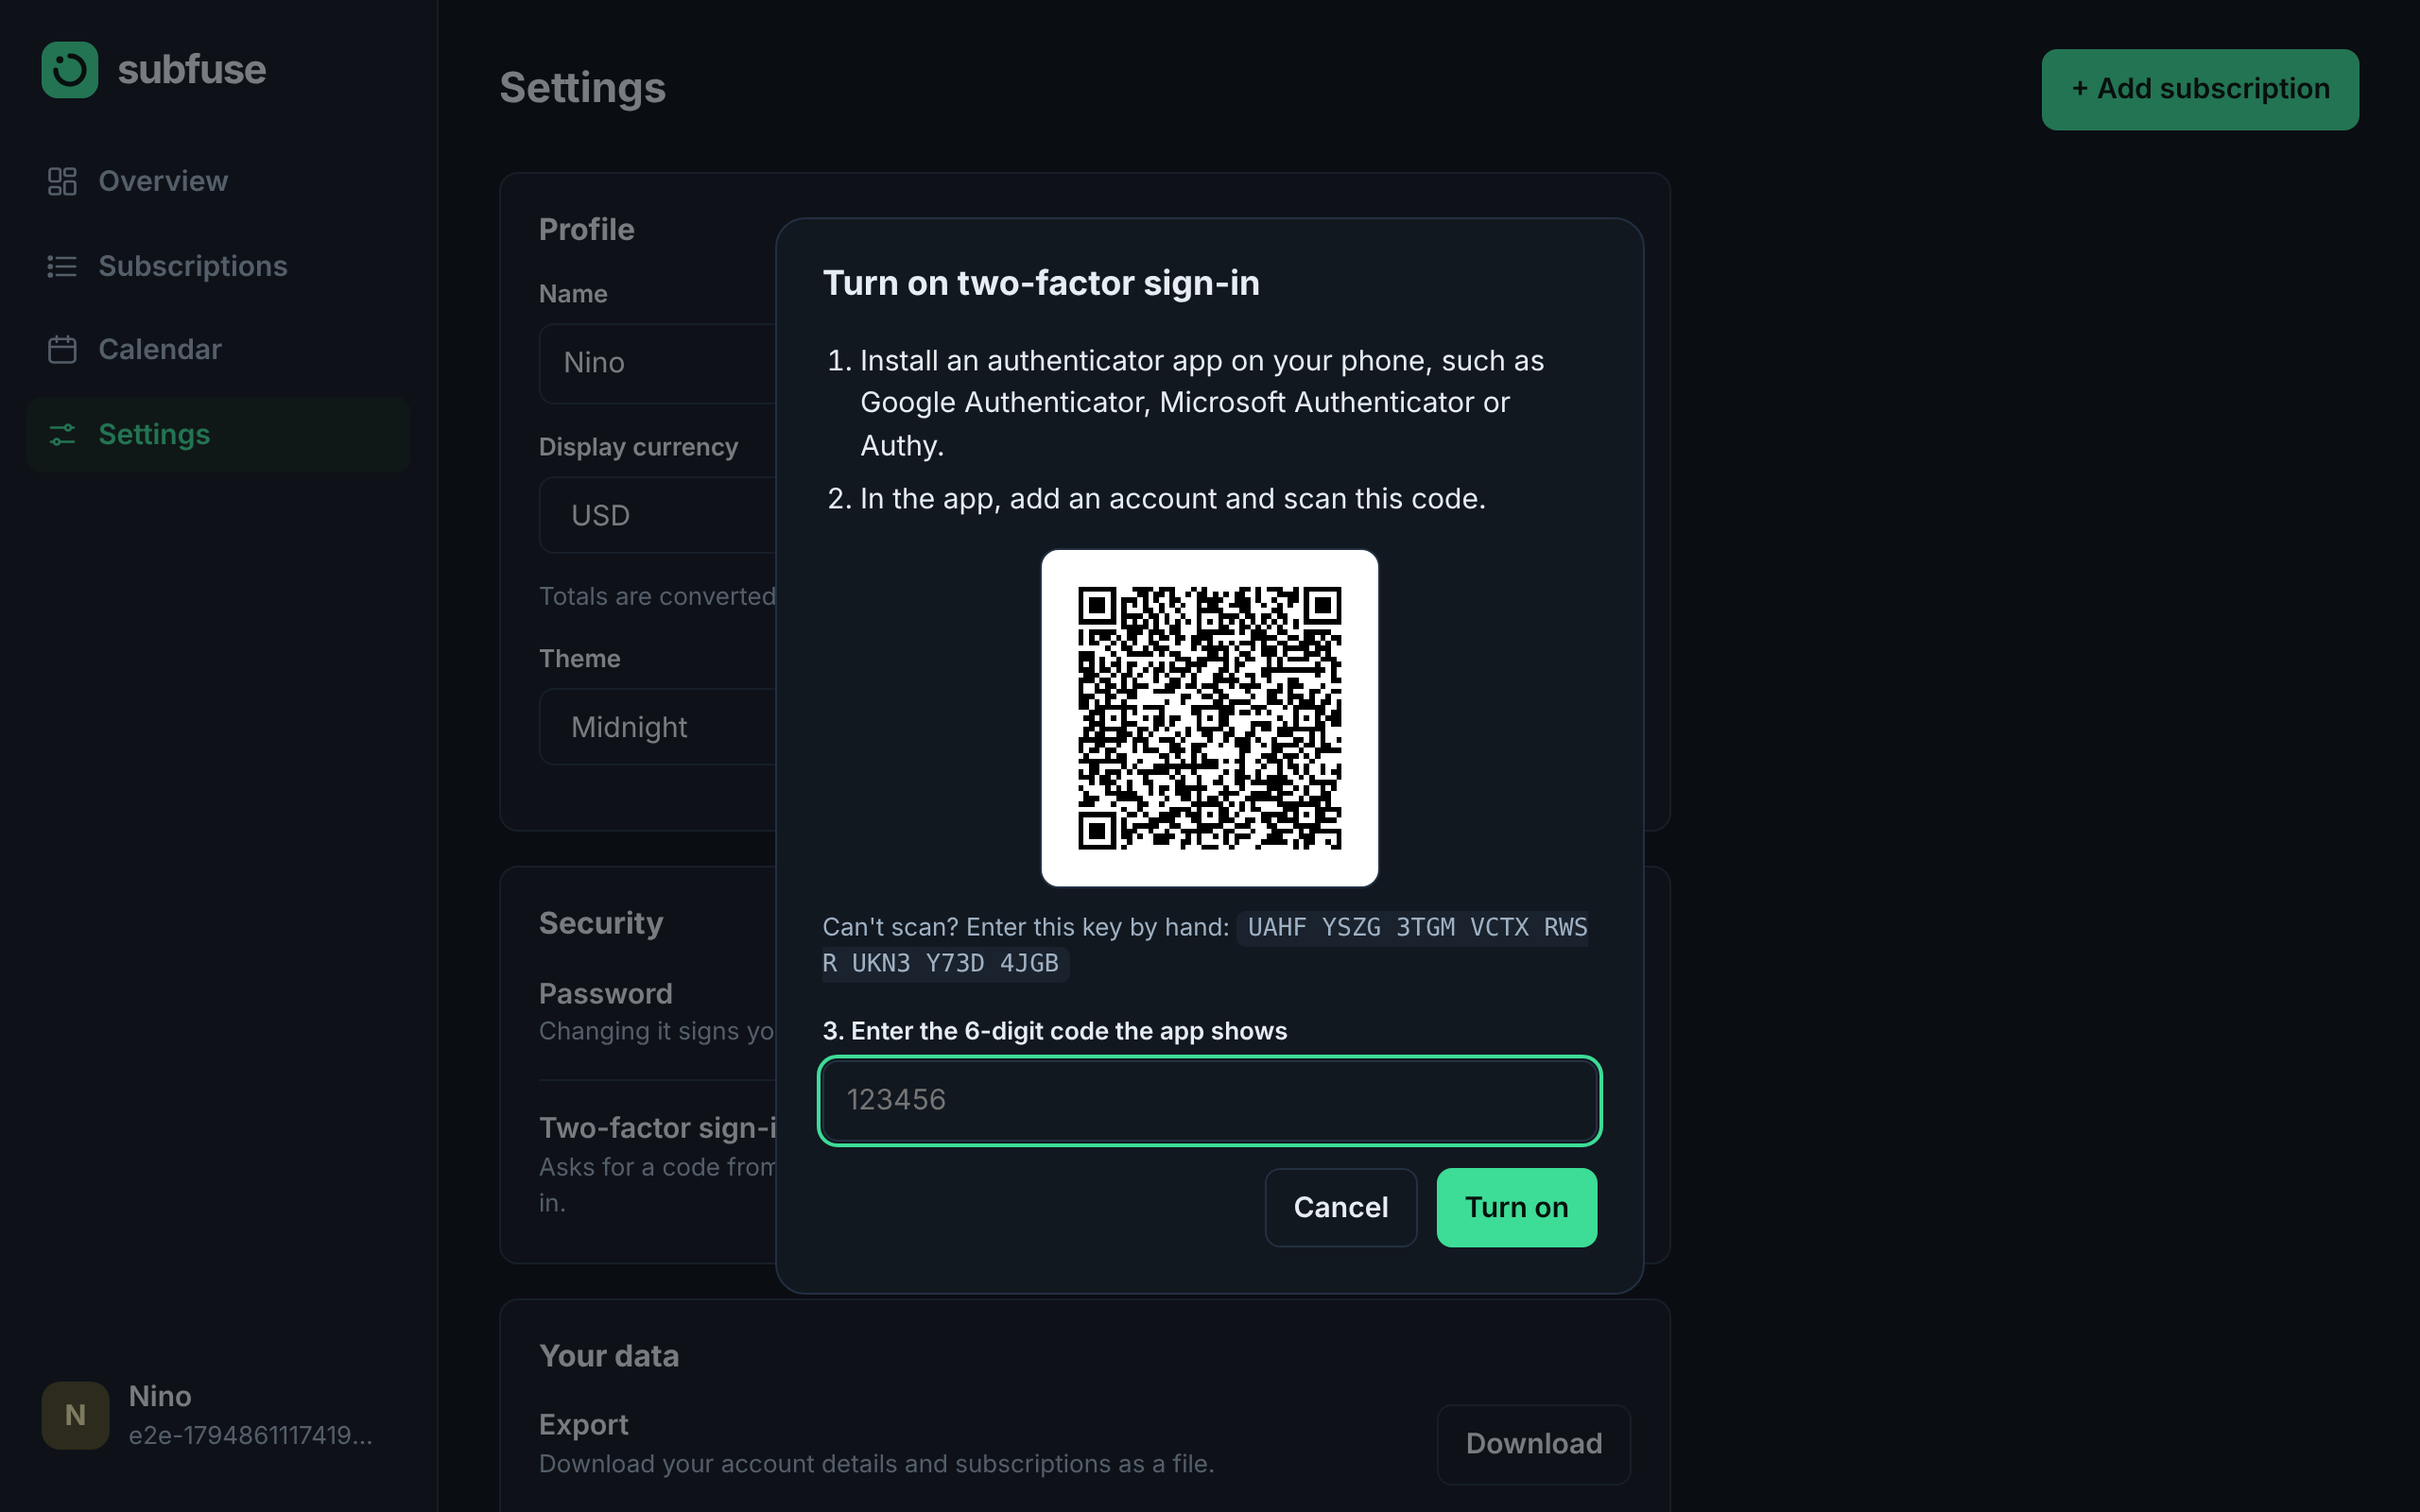 subfuse
Overview
Subscriptions
Calendar
Settings
Nino
N
e2e-1794861117419...
Settings
+ Add subscription
Profile
Name
Nino
Display currency
USD
Totals are converted
Theme
Midnight
Security
Password
Changing it signs yo
Two-factor sign-i
Asks for a code from
in.
Your data
Export
Download your account details and subscriptions as a file.
Download
Turn on two-factor sign-in
1. Install an authenticator app on your phone, such as
Google Authenticator, Microsoft Authenticator or
Authy.
2. In the app, add an account and scan this code.
Can't scan? Enter this key by hand: UAHF YSZG 3TGM VCTX RWS
R UKN3 Y73D 4JGB
3. Enter the 6-digit code the app shows
123456
Cancel
Turn on